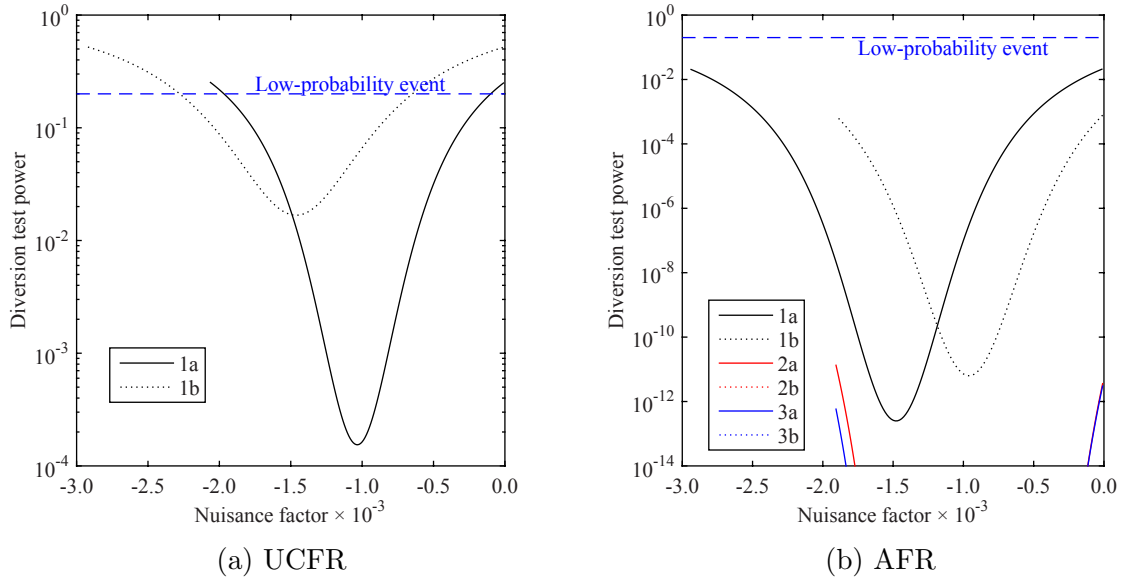 10^0
10^-1
10^-2
10^-3
10^-4
Diversion test power
Low-probability event
1a
1b
-3.0 -2.5 -2.0 -1.5 -1.0 -0.5 0.0
Nuisance factor × 10^-3
(a) UCFR
10^0
10^-2
10^-4
10^-6
10^-8
10^-10
10^-12
10^-14
Diversion test power
Low-probability event
1a
1b
2a
2b
3a
3b
-3.0 -2.5 -2.0 -1.5 -1.0 -0.5 0.0
Nuisance factor × 10^-3
(b) AFR